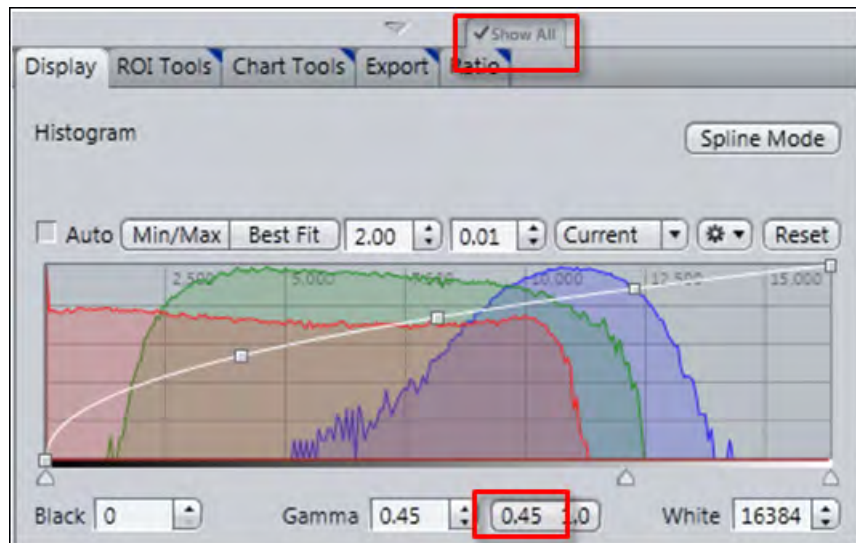 Show All
Display ROI Tools Chart Tools Export Ratio
Histogram
Spline Mode
Auto Min/Max Best Fit 2.00 0.01 Current Reset
2.500 5.000 7.500 10.000 12.500 15.000
Black 0 Gamma 0.45 0.45 1.0 White 16384